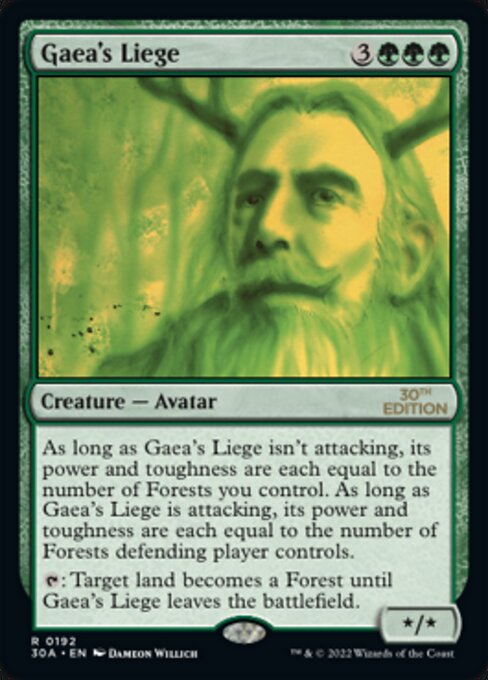 Gaea's Liege 3
Creature — Avatar
30TH
EDITION
As long as Gaea's Liege isn't attacking, its
power and toughness are each equal to the
number of Forests you control. As long as
Gaea's Liege is attacking, its power and
toughness are each equal to the number of
Forests defending player controls.
: Target land becomes a Forest until
Gaea's Liege leaves the battlefield.
*/*
R 0192
30A • EN DAMEON WILLICH
™ & © 2022 Wizards of the Coast